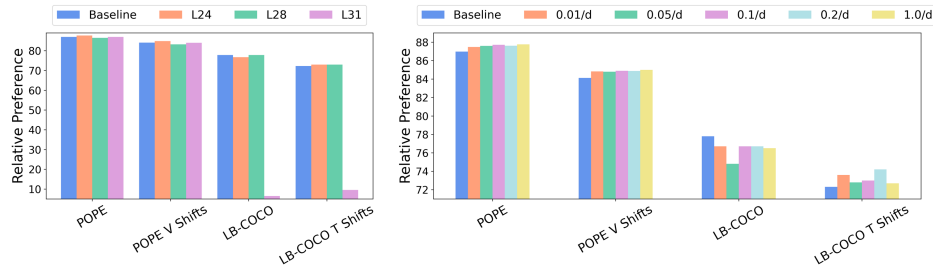 Baseline L24 L28 L31
Relative Preference
80
70
60
50
40
30
20
10
POPE
POPE V Shifts
LB-COCO
LB-COCO T Shifts
Baseline 0.01/d 0.05/d 0.1/d 0.2/d 1.0/d
Relative Preference
88
86
84
82
80
78
76
74
72
POPE
POPE V Shifts
LB-COCO
LB-COCO T Shifts